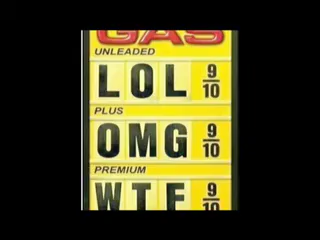 GAS
UNLEADED
LOL 9/10
PLUS
OMG 9/10
PREMIUM
WTF 9/10